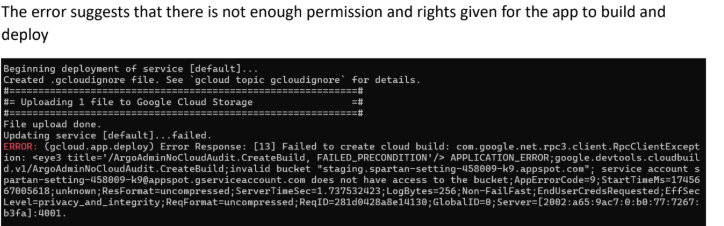 The error suggests that there is not enough permission and rights given for the app to build and
deploy
Beginning deployment of service [default]...
Created .gcloudignore file. See `gcloud topic gcloudignore` for details.
#=============================================================#
#= Uploading 1 file to Google Cloud Storage                  =#
#=============================================================#
File upload done.
Updating service [default]...failed.
ERROR: (gcloud.app.deploy) Error Response: [13] Failed to create cloud build: com.google.net.rpc3.client.RpcClientExcept
ion: <eye3 title='/ArgoAdminNoCloudAudit.CreateBuild, FAILED_PRECONDITION'/> APPLICATION_ERROR;google.devtools.cloudbuil
d.v1/ArgoAdminNoCloudAudit.CreateBuild;invalid bucket "staging.spartan-setting-458009-k9.appspot.com"; service account s
partan-setting-458009-k9@appspot.gserviceaccount.com does not have access to the bucket;AppErrorCode=9;StartTimeMs=17456
67005618;unknown;ResFormat=uncompressed;ServerTimeSec=1.737532423;LogBytes=256;Non-FailFast;EndUserCredsRequested;EffSec
Level=privacy_and_integrity;ReqFormat=uncompressed;ReqID=281d0428a8e14130;GlobalID=0;Server=[2002:a65:9ac7:0:b0:77:7267:
b3fa]:4001.